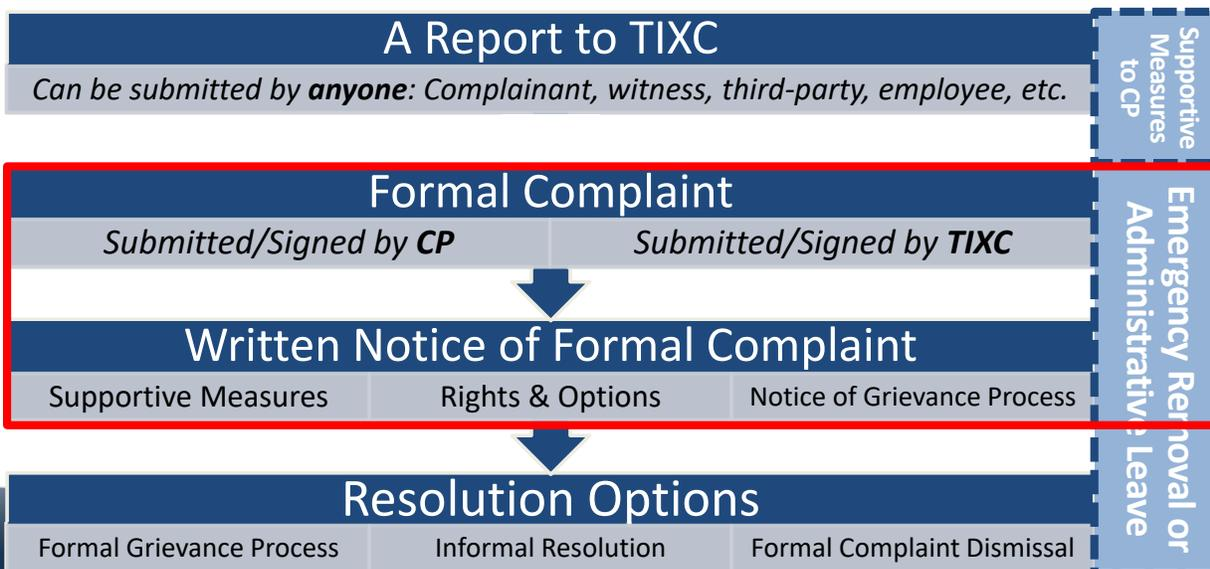 A Report to TIXC
Can be submitted by anyone: Complainant, witness, third-party, employee, etc.
Supportive
Measures
to CP
Formal Complaint
Submitted/Signed by CP
Submitted/Signed by TIXC
Written Notice of Formal Complaint
Supportive Measures
Rights & Options
Notice of Grievance Process
Emergency Removal or
Administrative Leave
Resolution Options
Formal Grievance Process
Informal Resolution
Formal Complaint Dismissal